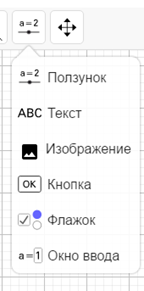 a=2
a=2 Ползунок
ABC Текст
Изображение
OK Кнопка
Флажок
a=1 Окно ввода